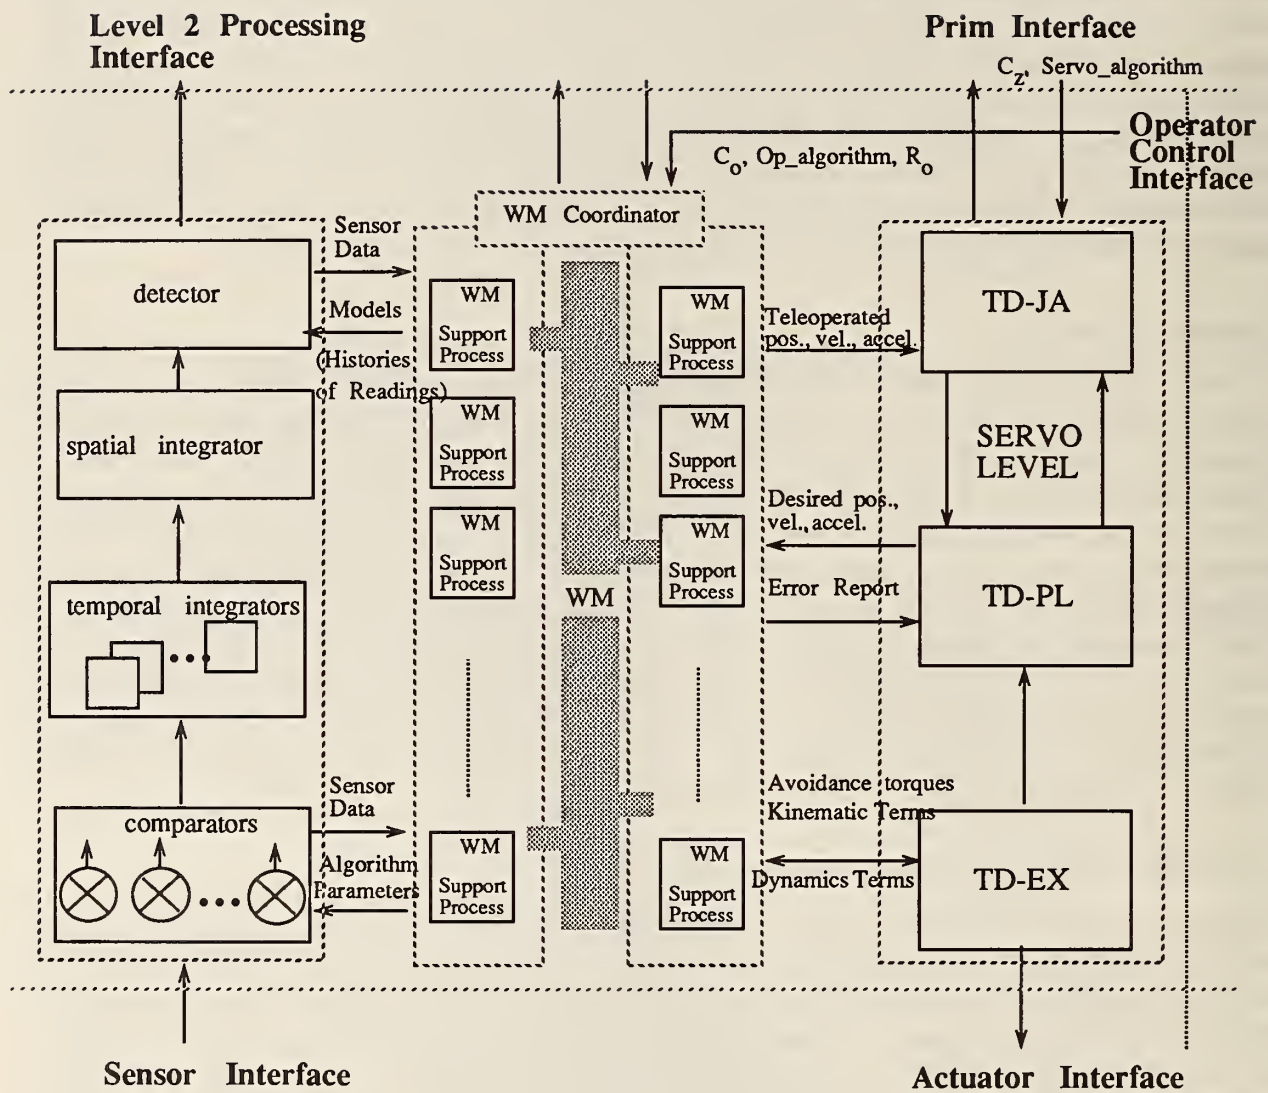 Level 2 Processing
Interface
Prim Interface
Cz, Servo_algorithm
Operator
Control
Interface
Co, Op_algorithm, Ro
WM Coordinator
Sensor
Data
detector
Models
(Histories
of Readings)
spatial integrator
temporal integrators
comparators
Sensor
Data
Algorithm
Parameters
WM
Support
Process
WM
Support
Process
WM
Support
Process
WM
Support
Process
WM
WM
Support
Process
WM
Support
Process
WM
Support
Process
WM
Support
Process
Teleoperated
pos., vel., accel.
Desired pos.,
vel., accel.
Error Report
Avoidance torques
Kinematic Terms
Dynamics Terms
TD-JA
SERVO
LEVEL
TD-PL
TD-EX
Sensor Interface
Actuator Interface